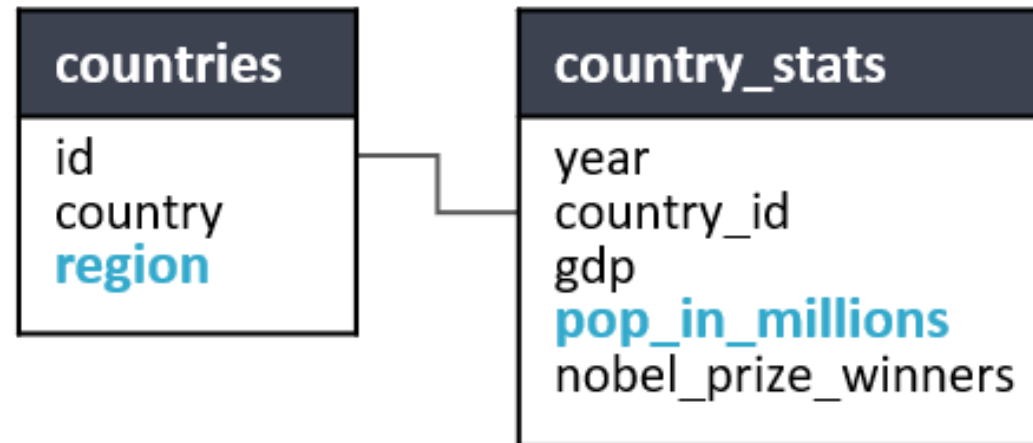 countries
id
country
region
country_stats
year
country_id
gdp
pop_in_millions
nobel_prize_winners